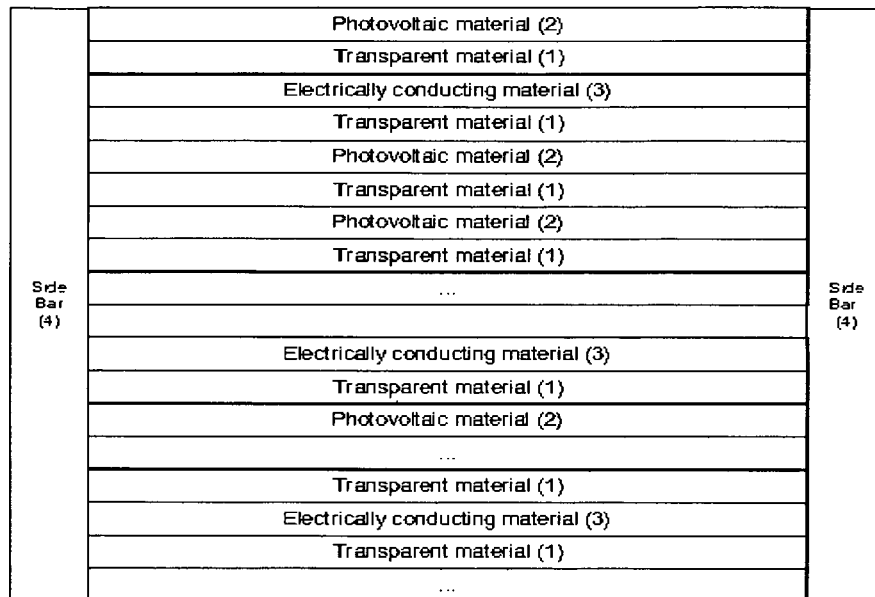 Photovoltaic material (2)
Transparent material (1)
Electrically conducting material (3)
Transparent material (1)
Photovoltaic material (2)
Transparent material (1)
Photovoltaic material (2)
Transparent material (1)
...
Electrically conducting material (3)
Transparent material (1)
Photovoltaic material (2)
...
Transparent material (1)
Electrically conducting material (3)
Transparent material (1)
...
Side
Bar
(4)
Side
Bar
(4)